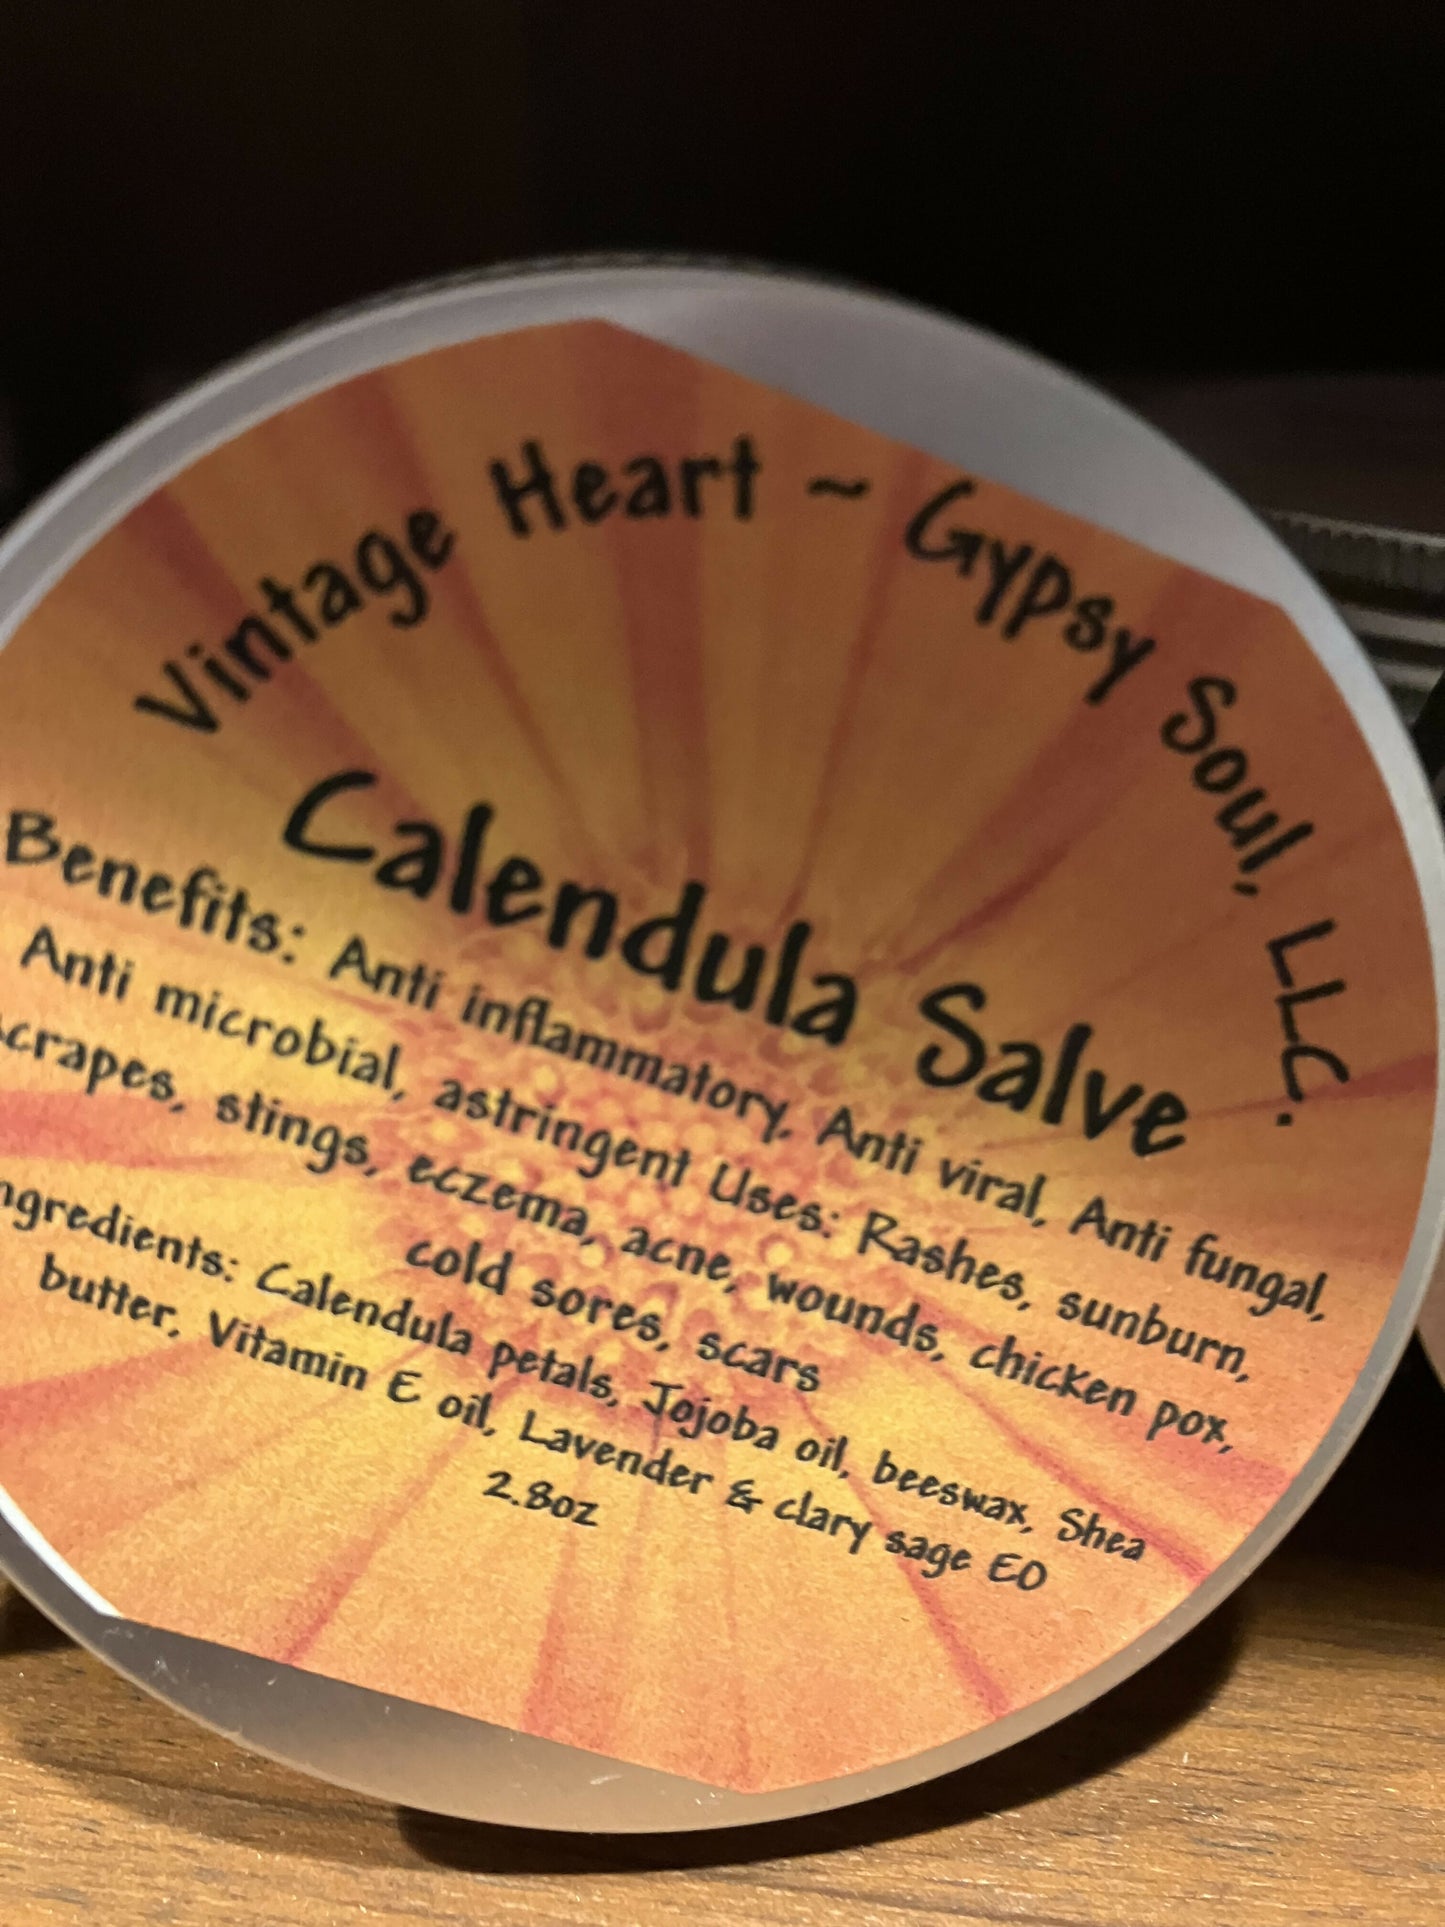 Vintage Heart ~ Gypsy Soul, LLC.
Calendula Salve
Benefits: Anti inflammatory, Anti viral, Anti fungal,
Anti microbial, astringent Uses: Rashes, sunburn,
scrapes, stings, eczema, acne, wounds, chicken pox,
cold sores, scars
ngredients: Calendula petals, Jojoba oil, beeswax, Shea
butter, Vitamin E oil, Lavender & clary sage EO
2.8oz